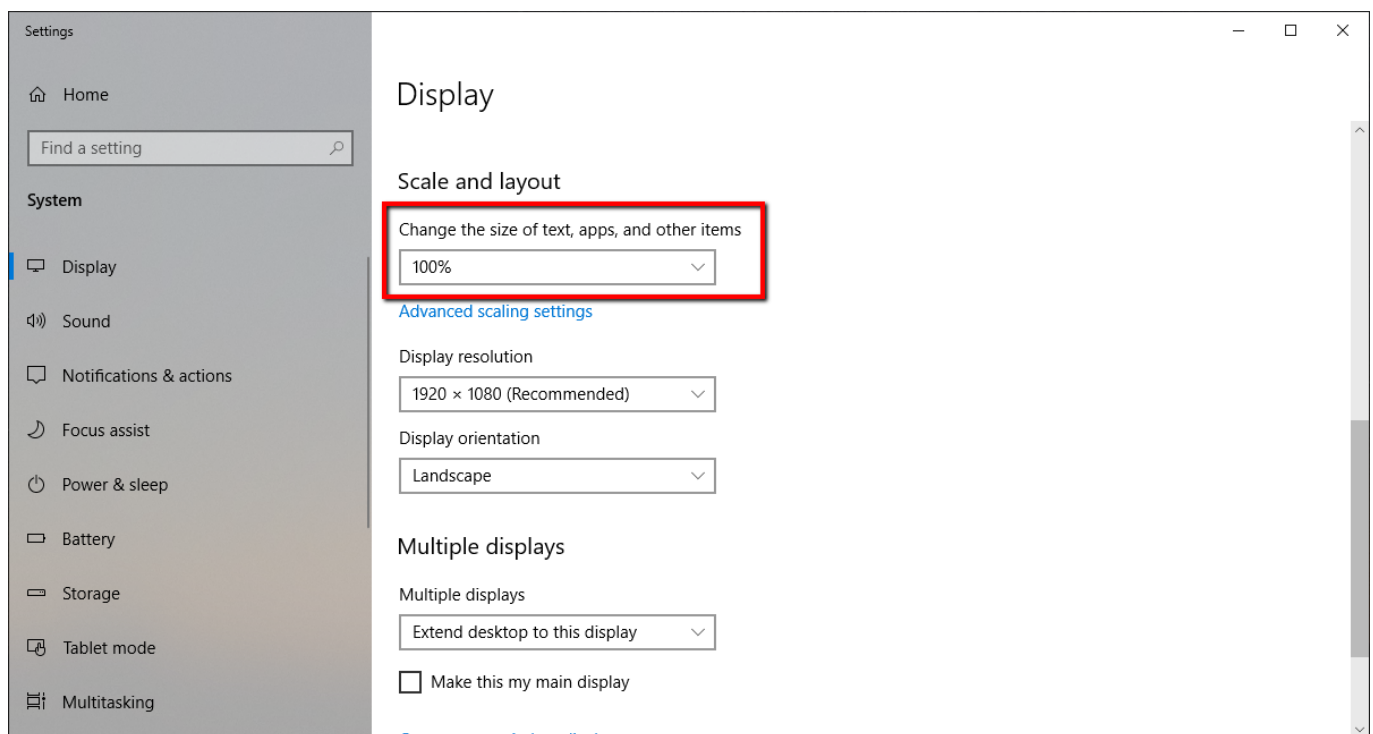 Settings
Home
Find a setting
System
Display
Sound
Notifications & actions
Focus assist
Power & sleep
Battery
Storage
Tablet mode
Multitasking
Display
Scale and layout
Change the size of text, apps, and other items
100%
Advanced scaling settings
Display resolution
1920 × 1080 (Recommended)
Display orientation
Landscape
Multiple displays
Multiple displays
Extend desktop to this display
Make this my main display